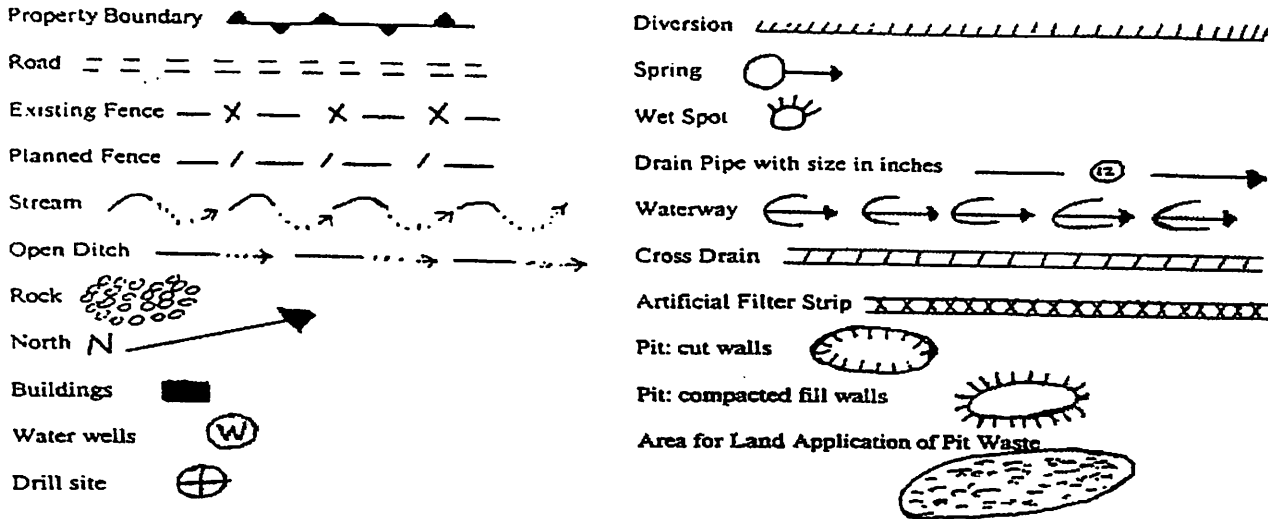 Property Boundary
Road
Existing Fence
Planned Fence
Stream
Open Ditch
Rock
North N
Buildings
Water wells W
Drill site
Diversion
Spring
Wet Spot
Drain Pipe with size in inches 12
Waterway
Cross Drain
Artificial Filter Strip
Pit: cut walls
Pit: compacted fill walls
Area for Land Application of Pit Waste